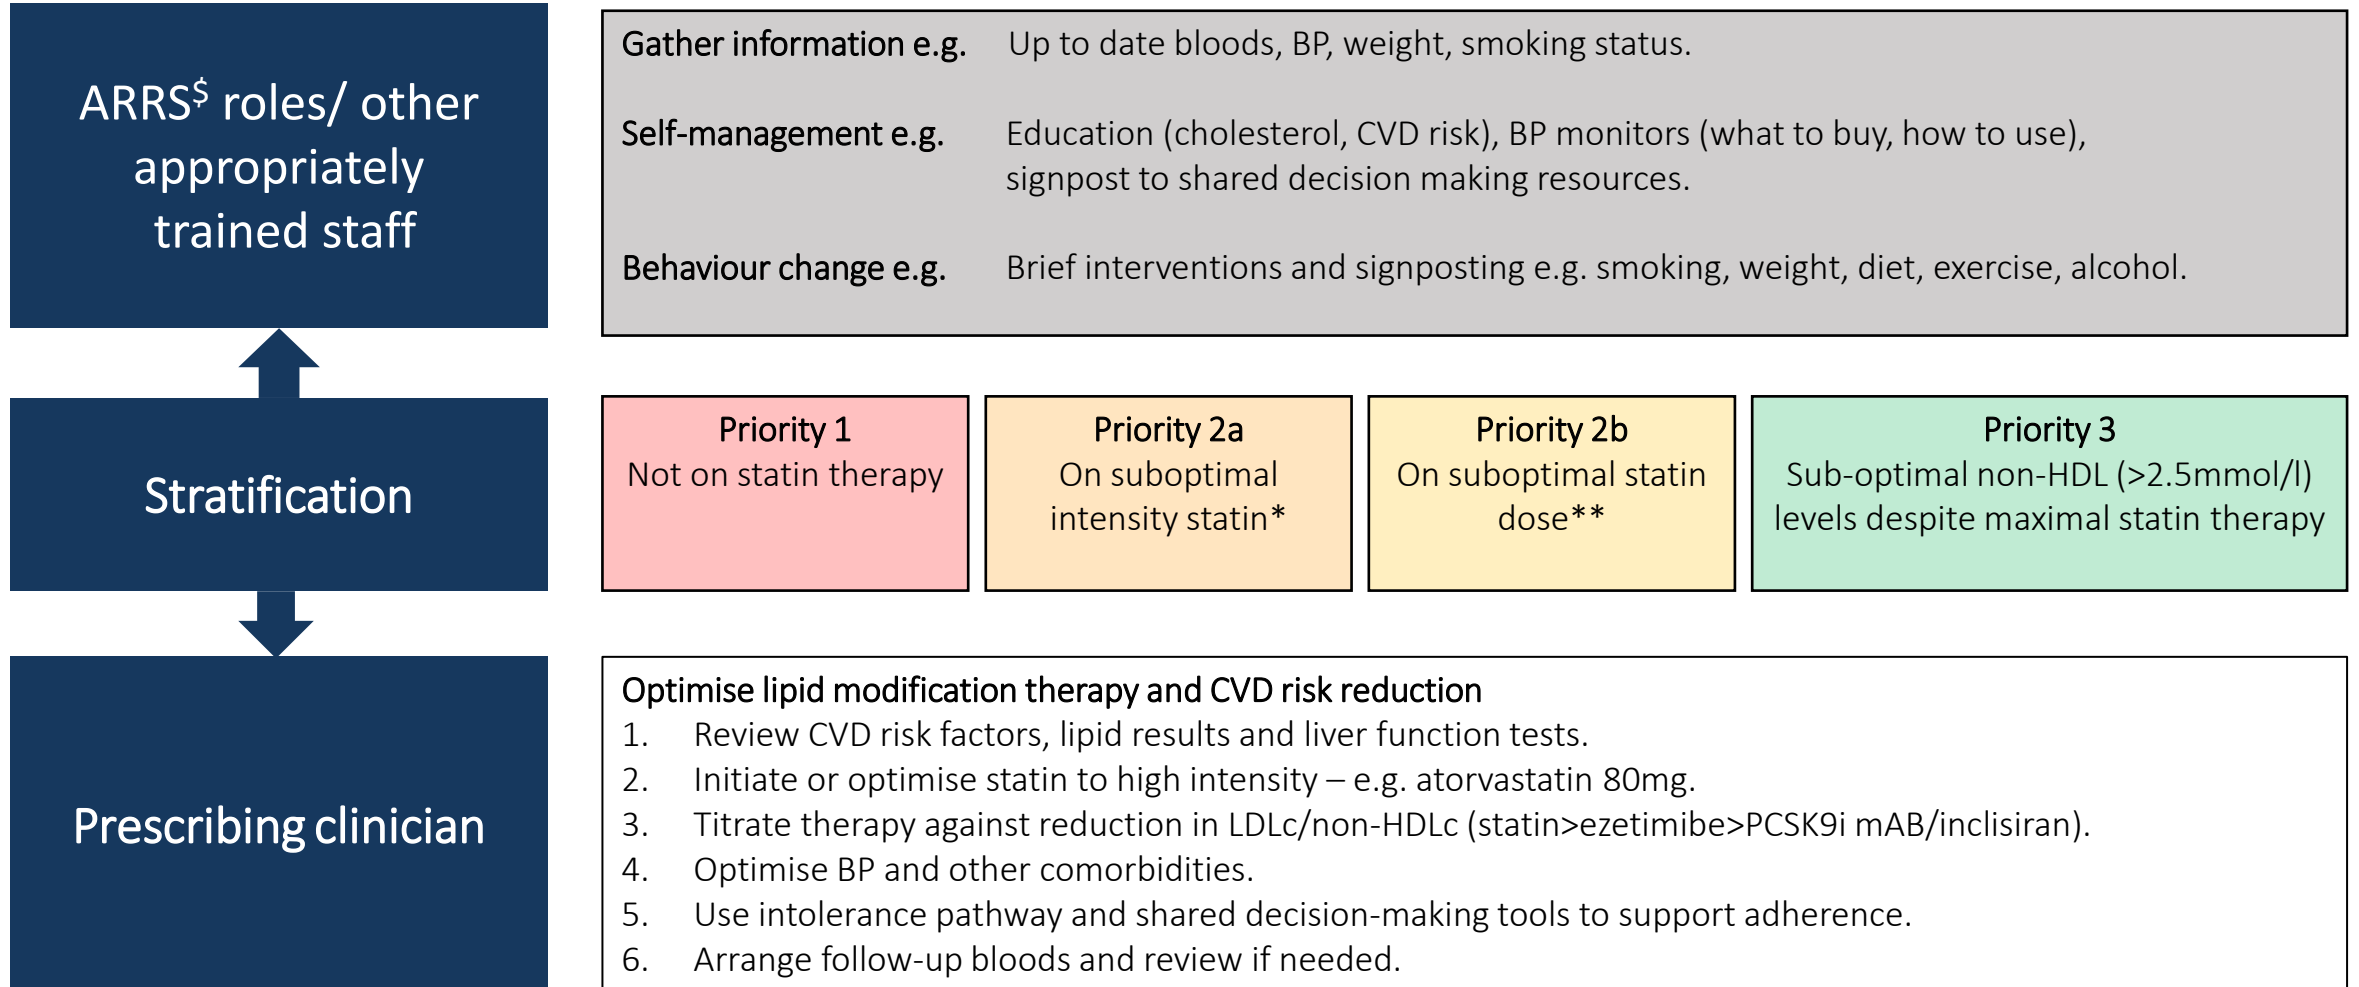 ARRS$ roles/ other
appropriately
trained staff
Gather information e.g. Up to date bloods, BP, weight, smoking status.
Self-management e.g. Education (cholesterol, CVD risk), BP monitors (what to buy, how to use),
signpost to shared decision making resources.
Behaviour change e.g. Brief interventions and signposting e.g. smoking, weight, diet, exercise, alcohol.
Stratification
Priority 1
Not on statin therapy
Priority 2a
On suboptimal
intensity statin*
Priority 2b
On suboptimal statin
dose**
Priority 3
Sub-optimal non-HDL (>2.5mmol/l)
levels despite maximal statin therapy
Prescribing clinician
Optimise lipid modification therapy and CVD risk reduction
1. Review CVD risk factors, lipid results and liver function tests.
2. Initiate or optimise statin to high intensity – e.g. atorvastatin 80mg.
3. Titrate therapy against reduction in LDLc/non-HDLc (statin>ezetimibe>PCSK9i mAB/inclisiran).
4. Optimise BP and other comorbidities.
5. Use intolerance pathway and shared decision-making tools to support adherence.
6. Arrange follow-up bloods and review if needed.